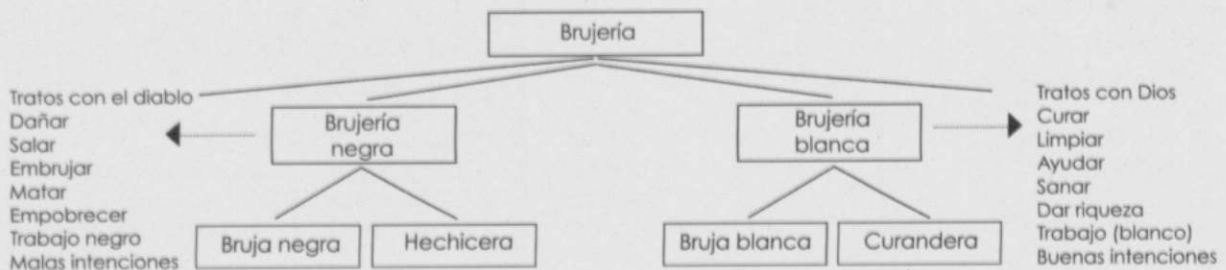 Brujería
Tratos con el diablo
Dañar
Salar
Embrujar
Matar
Empobrecer
Trabajo negro
Malas intenciones
Brujería
negra
Bruja negra
Hechicera
Brujería
blanca
Bruja blanca
Curandera
Tratos con Dios
Curar
Limpiar
Ayudar
Sanar
Dar riqueza
Trabajo (blanco)
Buenas intenciones